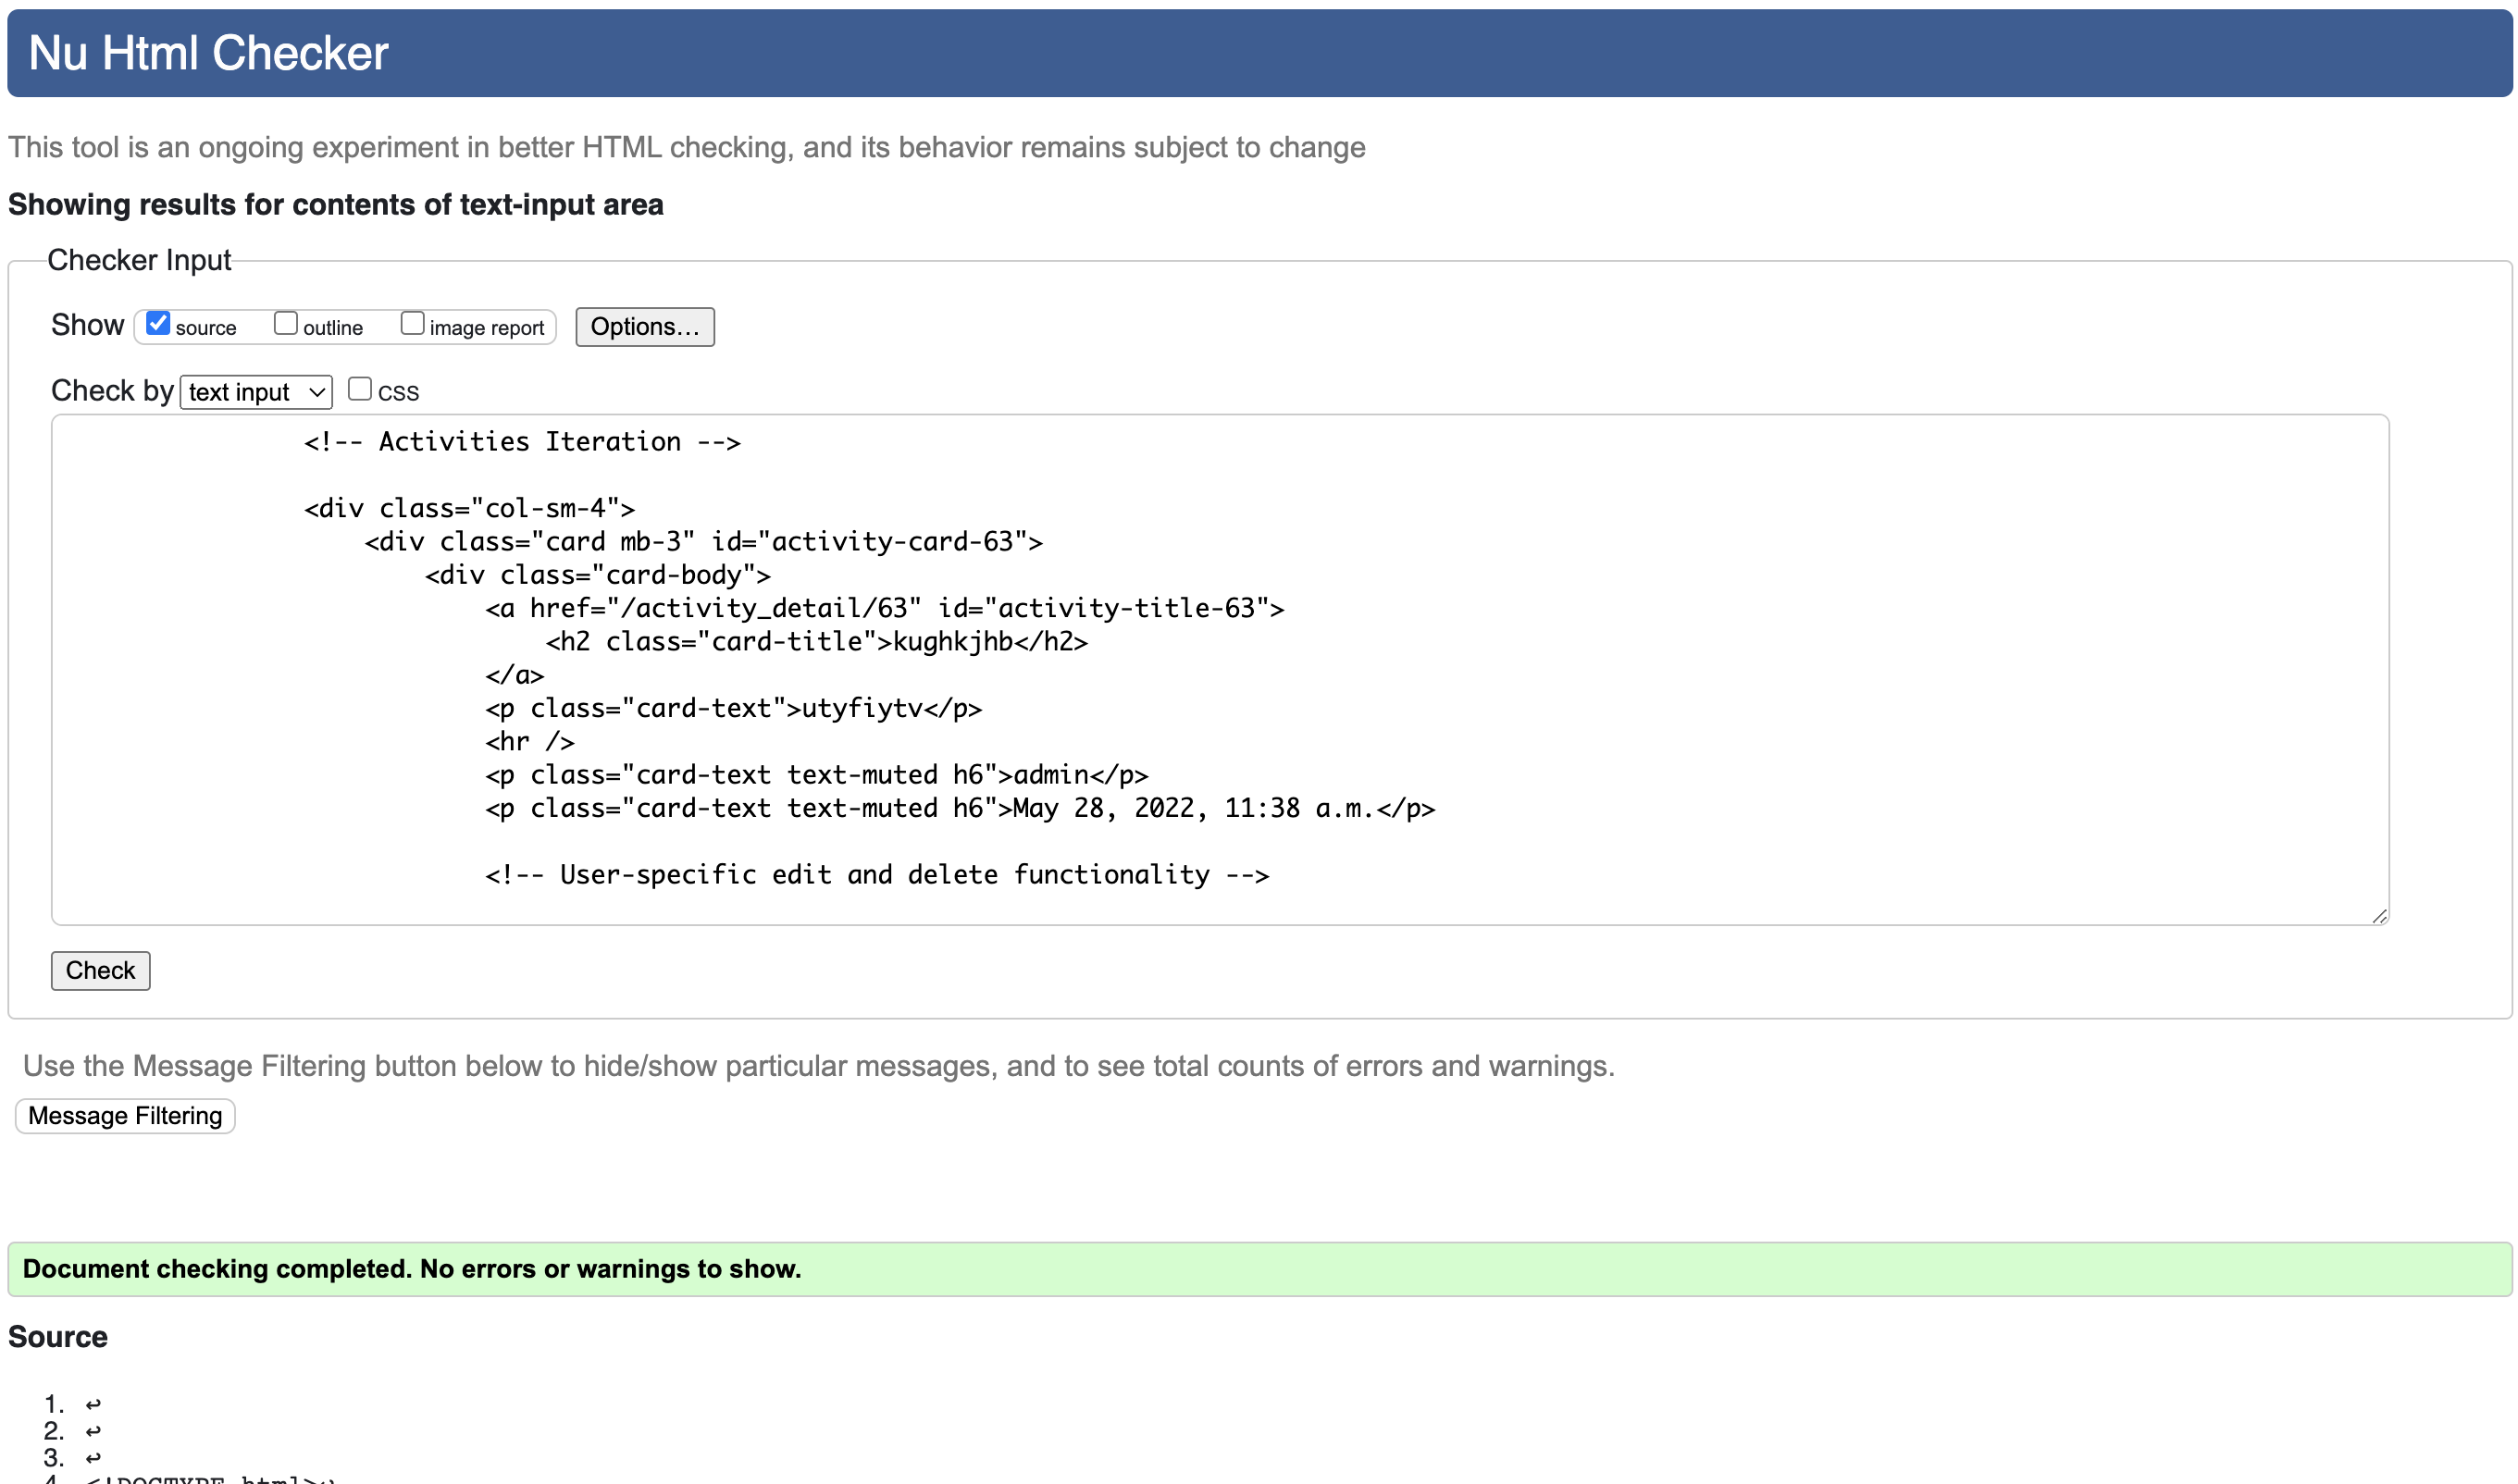 Nu Html Checker
This tool is an ongoing experiment in better HTML checking, and its behavior remains subject to change
Showing results for contents of text-input area
Checker Input
Show source outline image report Options…
Check by text input CSS
<!-- Activities Iteration -->
<div class="col-sm-4">
<div class="card mb-3" id="activity-card-63">
<div class="card-body">
<a href="/activity_detail/63" id="activity-title-63">
<h2 class="card-title">kughkjhb</h2>
</a>
<p class="card-text">utyfiytv</p>
<hr />
<p class="card-text text-muted h6">admin</p>
<p class="card-text text-muted h6">May 28, 2022, 11:38 a.m.</p>
<!-- User-specific edit and delete functionality -->
Check
Use the Message Filtering button below to hide/show particular messages, and to see total counts of errors and warnings.
Message Filtering
Document checking completed. No errors or warnings to show.
Source
1. ↩
2. ↩
3. ↩
4. <!DOCTYPE html>↩